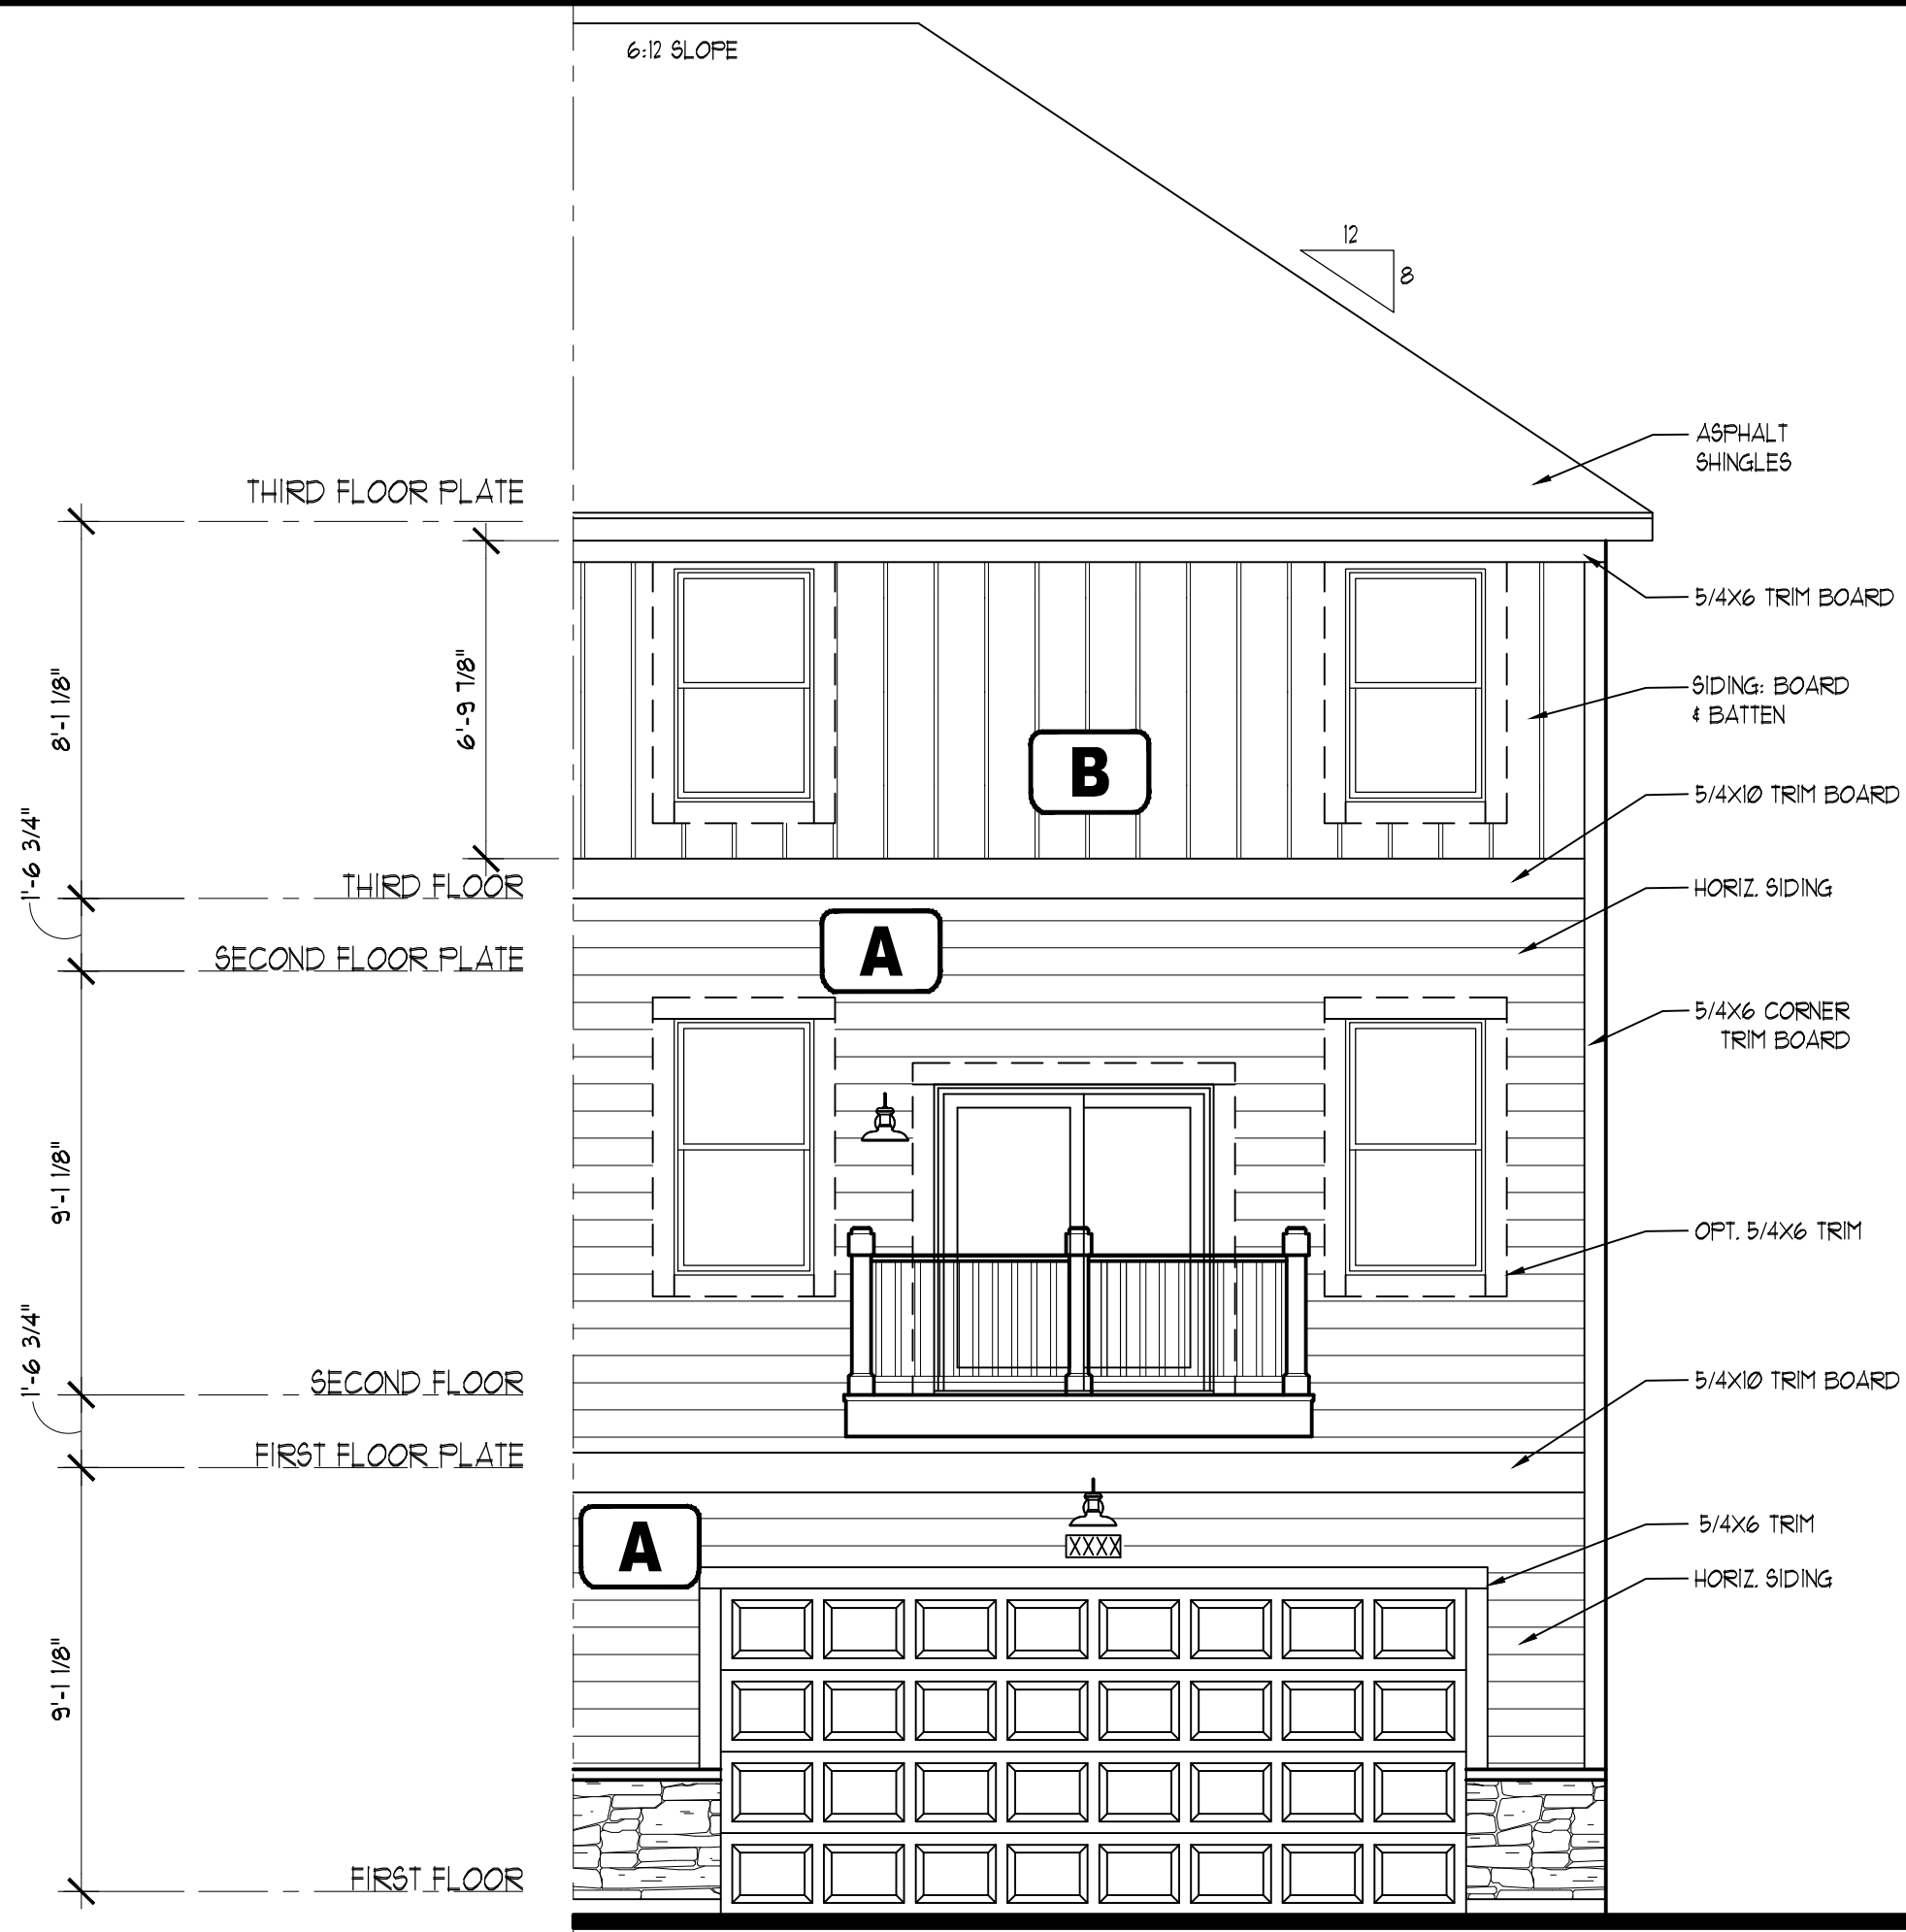 6:12 SLOPE
12
8
ASPHALT
SHINGLES
THIRD FLOOR PLATE
5/4X6 TRIM BOARD
8'-1 1/8"
6'-9 7/8"
SIDING: BOARD
& BATTEN
B
5/4X10 TRIM BOARD
1'-6 3/4"
THIRD FLOOR
HORIZ. SIDING
A
SECOND FLOOR PLATE
5/4X6 CORNER
TRIM BOARD
9'-1 1/8"
OPT. 5/4X6 TRIM
1'-6 3/4"
SECOND FLOOR
5/4X10 TRIM BOARD
FIRST FLOOR PLATE
5/4X6 TRIM
A
XXXX
HORIZ. SIDING
9'-1 1/8"
FIRST FLOOR